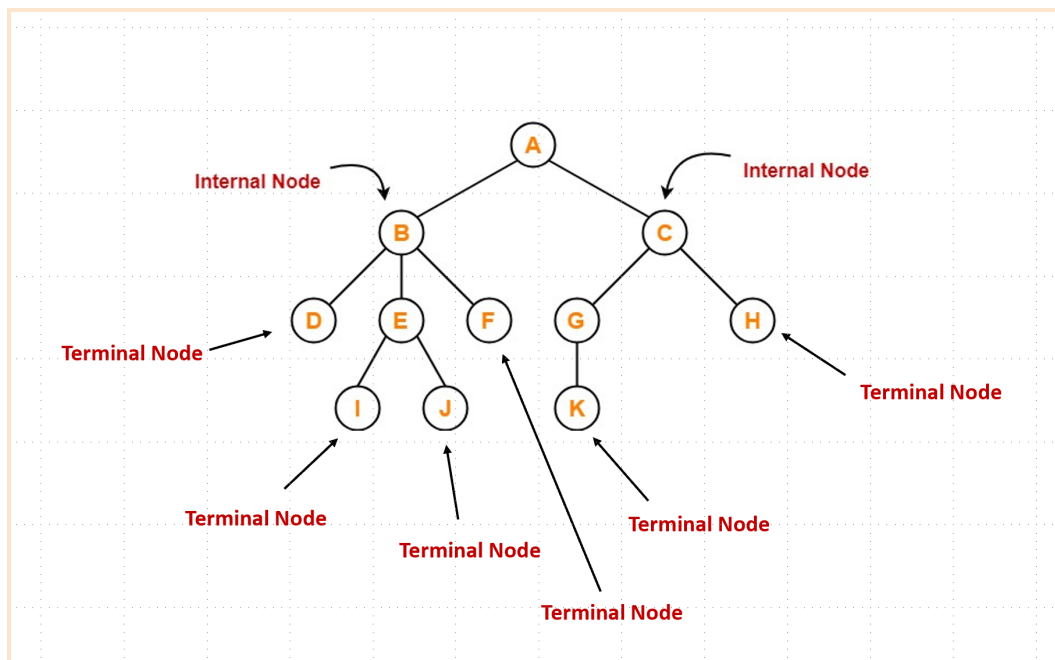 A
Internal Node
Internal Node
B
C
D
E
F
G
H
Terminal Node
Terminal Node
I
J
K
Terminal Node
Terminal Node
Terminal Node
Terminal Node